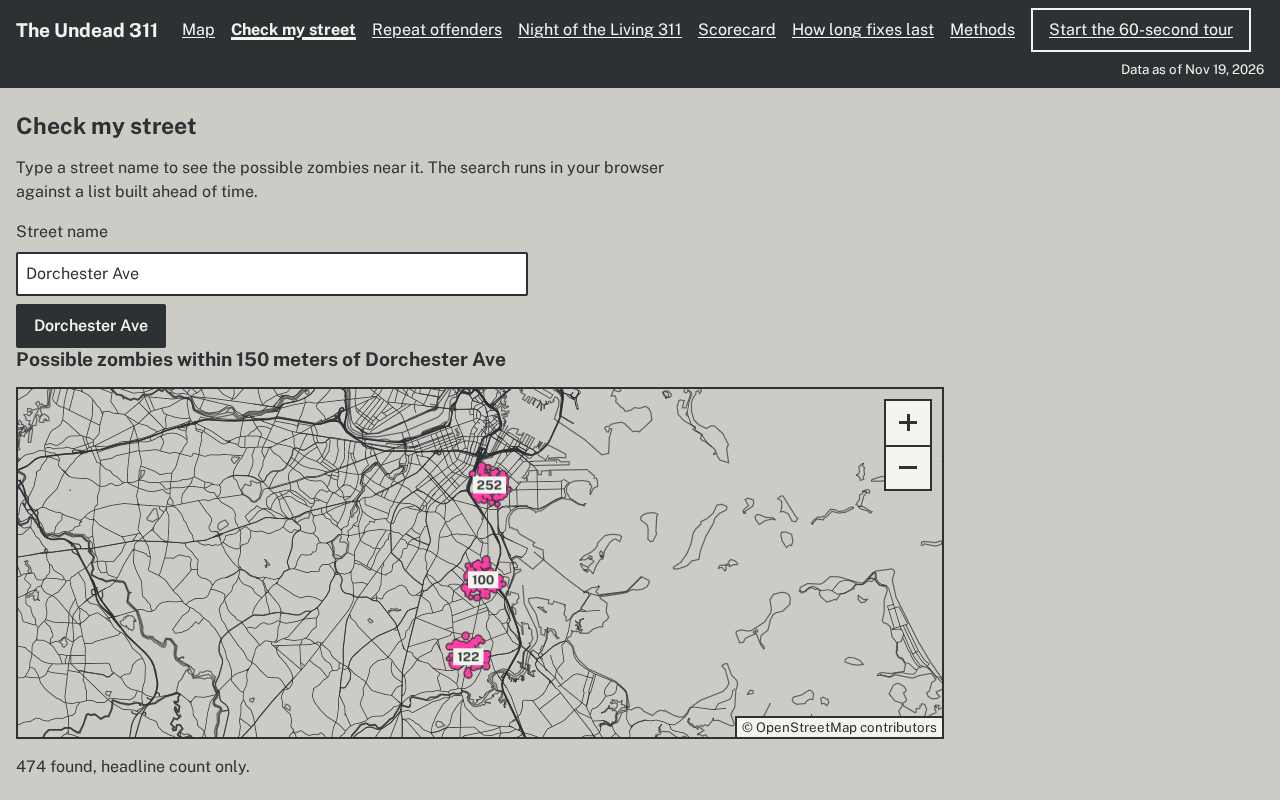 The Undead 311
Map
Check my street
Repeat offenders
Night of the Living 311
Scorecard
How long fixes last
Methods
Start the 60-second tour
Data as of Nov 19, 2026
Check my street
Type a street name to see the possible zombies near it. The search runs in your browser
against a list built ahead of time.
Street name
Dorchester Ave
Dorchester Ave
Possible zombies within 150 meters of Dorchester Ave
+
−
252
100
122
© OpenStreetMap contributors
474 found, headline count only.